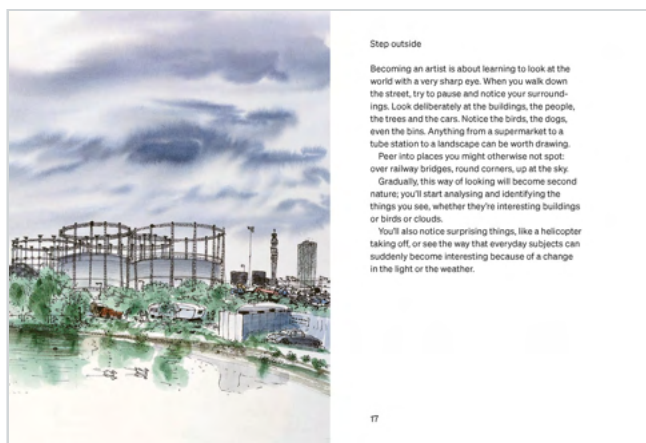 Step outside
Becoming an artist is about learning to look at the
world with a very sharp eye. When you walk down
the street, try to pause and notice your surround-
ings. Look deliberately at the buildings, the people,
the trees and the cars. Notice the birds, the dogs,
even the bins. Anything from a supermarket to a
tube station to a landscape can be worth drawing.
Peer into places you might otherwise not spot:
over railway bridges, round corners, up at the sky.
Gradually, this way of looking will become second
nature; you'll start analysing and identifying the
things you see, whether they're interesting buildings
or birds or clouds.
You'll also notice surprising things, like a helicopter
taking off, or see the way that everyday subjects can
suddenly become interesting because of a change
in the light or the weather.
17